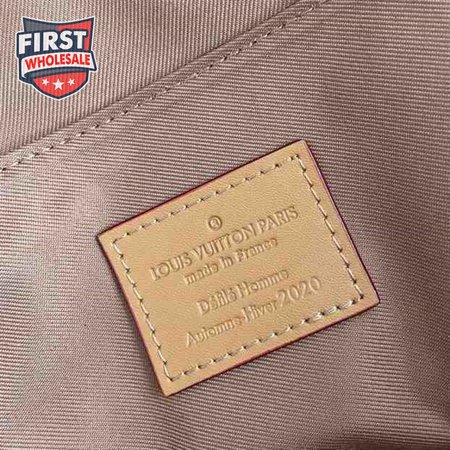 FIRST
WHOLESALE
LOUIS VUITTON PARIS
made in France
Défilé Homme
Automne-Hiver 2020